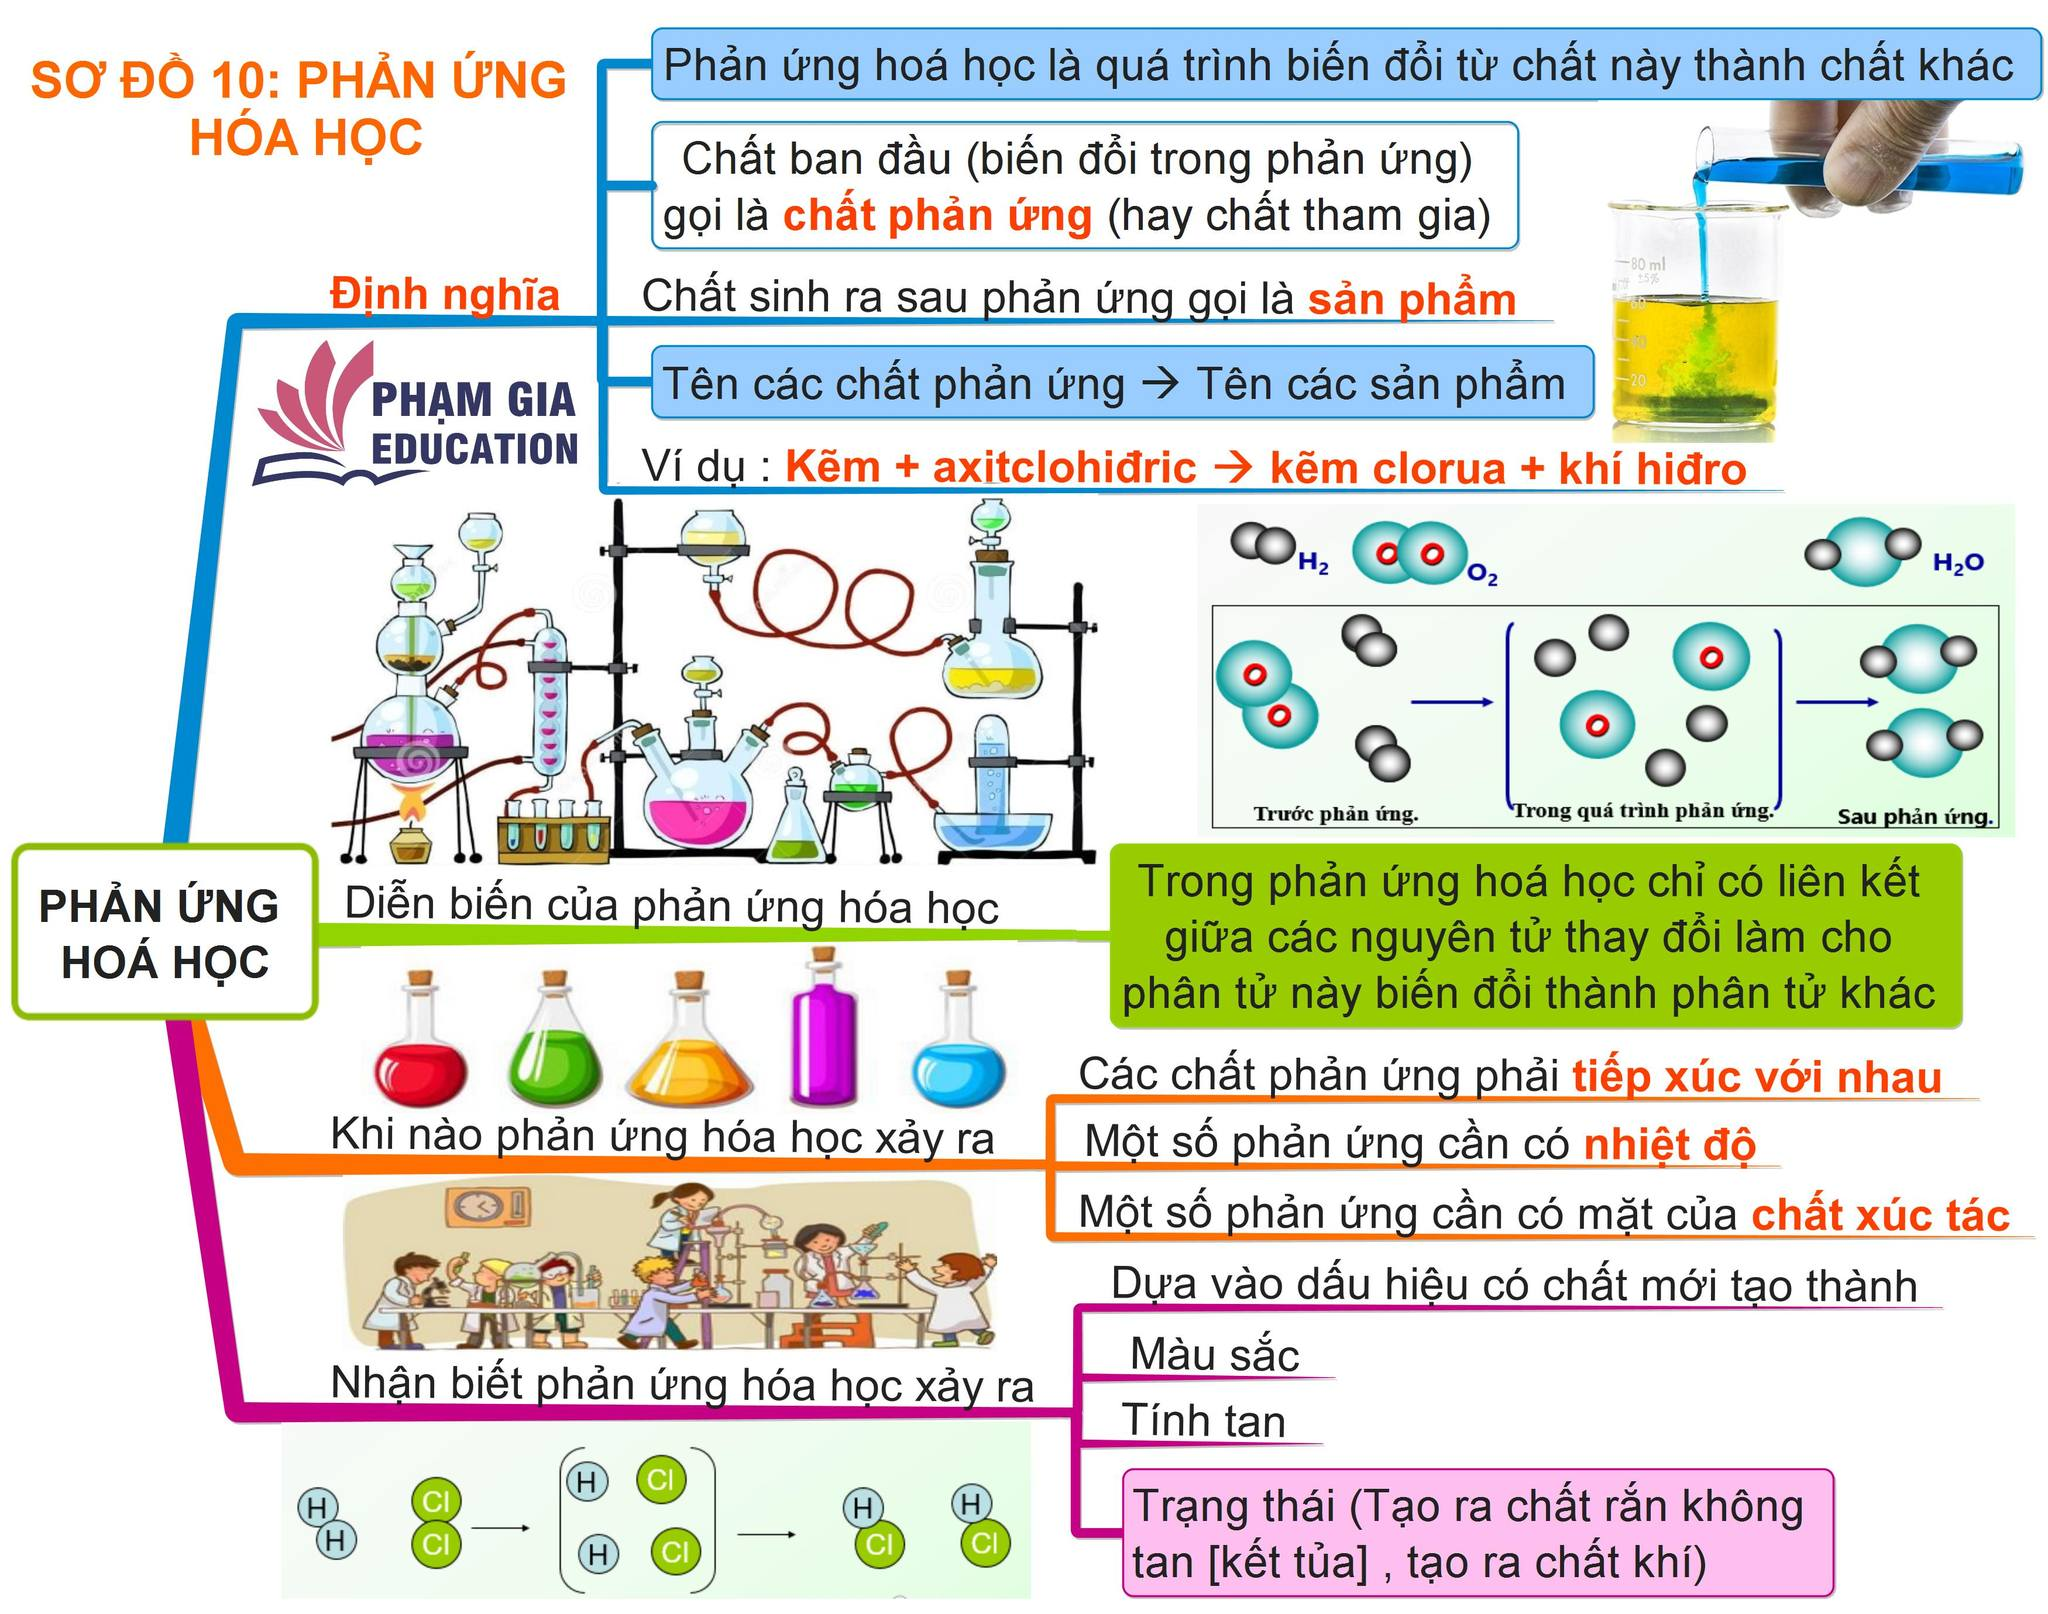 SƠ ĐỒ 10: PHẢN ỨNG
HÓA HỌC
Phản ứng hoá học là quá trình biến đổi từ chất này thành chất khác
Chất ban đầu (biến đổi trong phản ứng)
gọi là chất phản ứng (hay chất tham gia)
Định nghĩa
Chất sinh ra sau phản ứng gọi là sản phẩm
80 ml
±5%
60
40
20
PHẠM GIA
EDUCATION
Tên các chất phản ứng → Tên các sản phẩm
Ví dụ : Kẽm + axitclohiđric → kẽm clorua + khí hiđro
H₂
O O
O₂
H₂O
O
O
O
O
Trước phản ứng.
Trong quá trình phản ứng.
Sau phản ứng.
PHẢN ỨNG
HOÁ HỌC
Diễn biến của phản ứng hóa học
Trong phản ứng hoá học chỉ có liên kết
giữa các nguyên tử thay đổi làm cho
phân tử này biến đổi thành phân tử khác
Khi nào phản ứng hóa học xảy ra
Các chất phản ứng phải tiếp xúc với nhau
Một số phản ứng cần có nhiệt độ
Một số phản ứng cần có mặt của chất xúc tác
Nhận biết phản ứng hóa học xảy ra
Dựa vào dấu hiệu có chất mới tạo thành
Màu sắc
Tính tan
Trạng thái (Tạo ra chất rắn không
tan [kết tủa] , tạo ra chất khí)
H
H
Cl
Cl
H
Cl
H
Cl
H
Cl
H
Cl